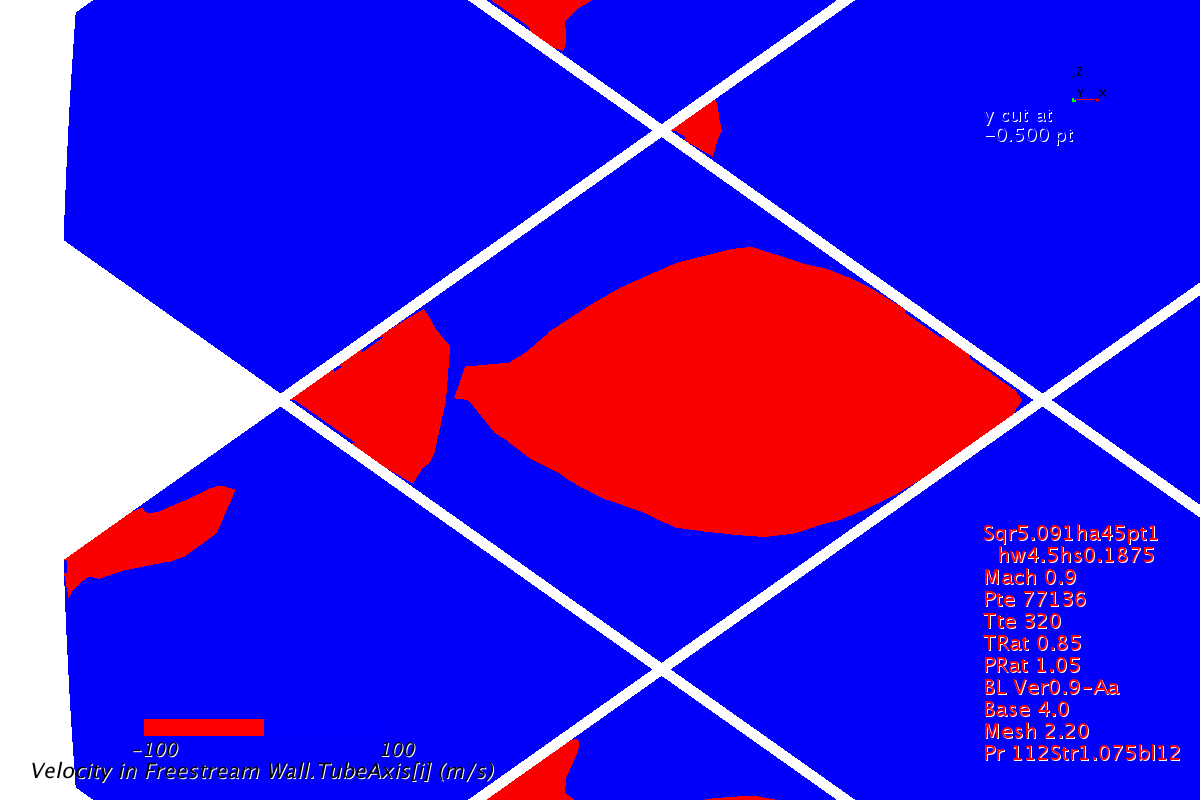 Z
Y X
y cut at
-0.500 pt
Sqr5.091ha45pt1
hw4.5hs0.1875
Mach 0.9
Pte 77136
Tte 320
TRat 0.85
PRat 1.05
BL Ver0.9-Aa
Base 4.0
Mesh 2.20
Pr 112Str1.075bl12
-100 100
Velocity in Freestream Wall.TubeAxis[i] (m/s)